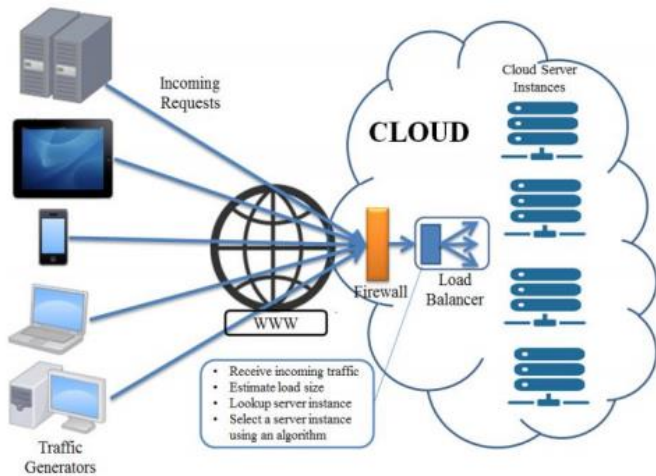 Incoming
Requests
Cloud Server
Instances
CLOUD
Firewall
Load
Balancer
WWW
• Receive incoming traffic
• Estimate load size
• Lookup server instance
• Select a server instance
using an algorithm
Traffic
Generators